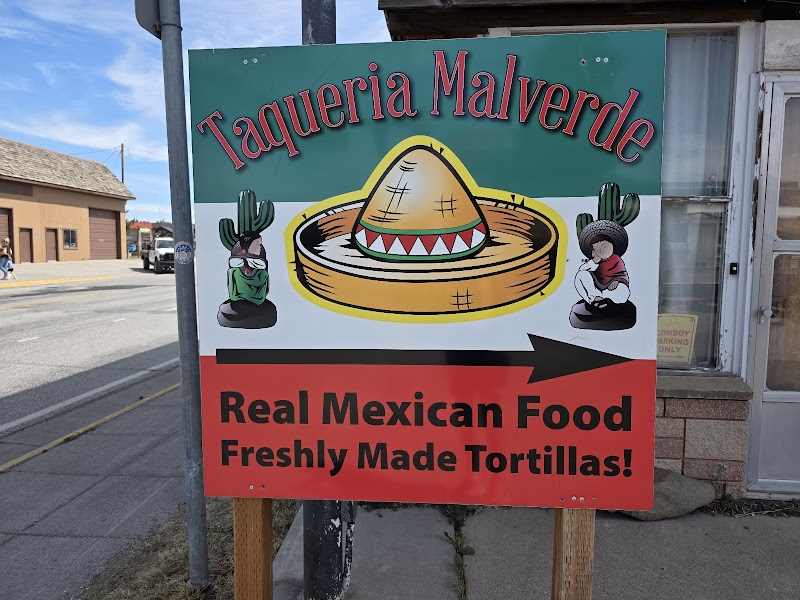 Taqueria Malverde
Real Mexican Food
Freshly Made Tortillas!
COWBOY
PARKING
ONLY